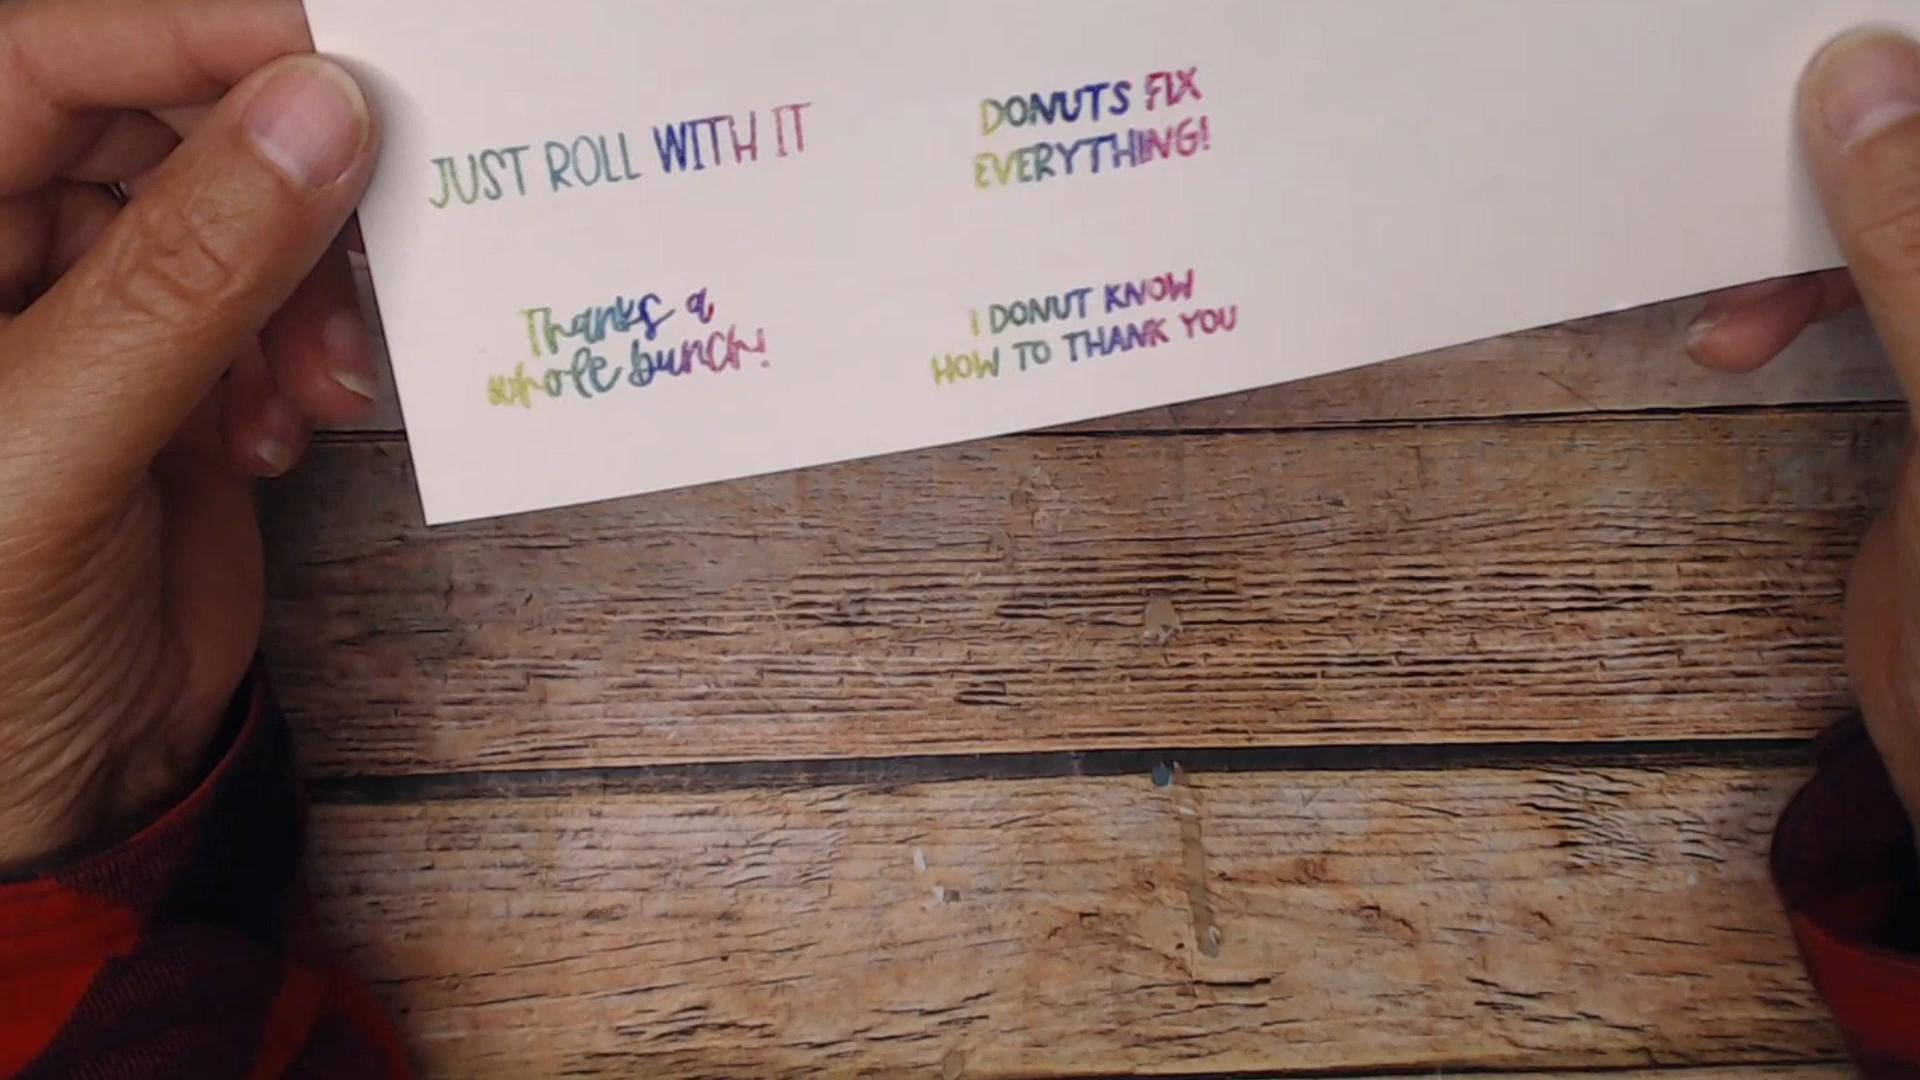 JUST ROLL WITH IT
DONUTS FIX
EVERYTHING!
Thanks a
whole bunch!
I DONUT KNOW
HOW TO THANK YOU